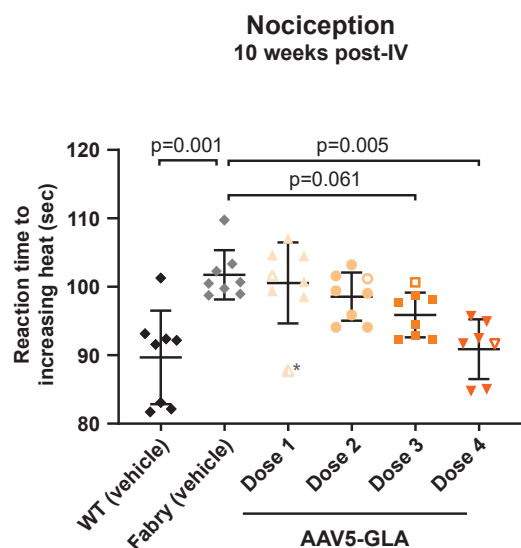 Nociception
10 weeks post-IV
p=0.001
p=0.005
p=0.061
Reaction time to
increasing heat (sec)
120
110
100
90
80
*
WT (vehicle)
Fabry (vehicle)
Dose 1
Dose 2
Dose 3
Dose 4
AAV5-GLA